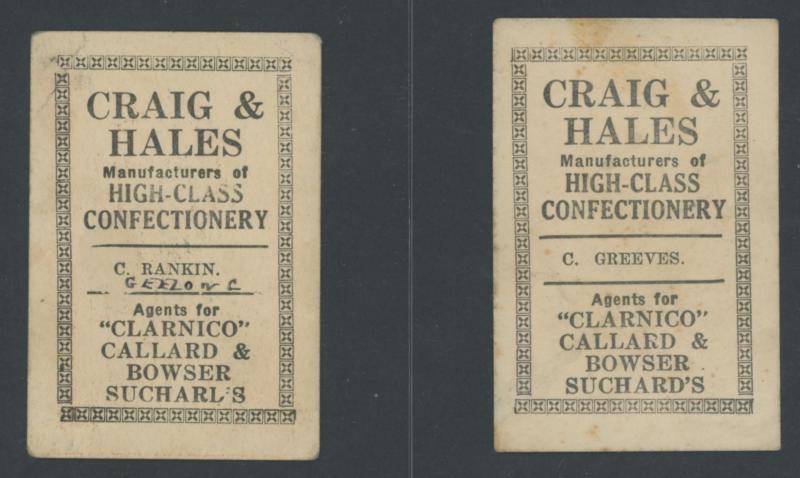 CRAIG &
HALES
Manufacturers of
HIGH-CLASS
CONFECTIONERY
C. RANKIN.
GEELONG
Agents for
"CLARNICO"
CALLARD &
BOWSER
SUCHARL'S
CRAIG &
HALES
Manufacturers of
HIGH-CLASS
CONFECTIONERY
C. GREEVES.
Agents for
"CLARNICO"
CALLARD &
BOWSER
SUCHARD'S